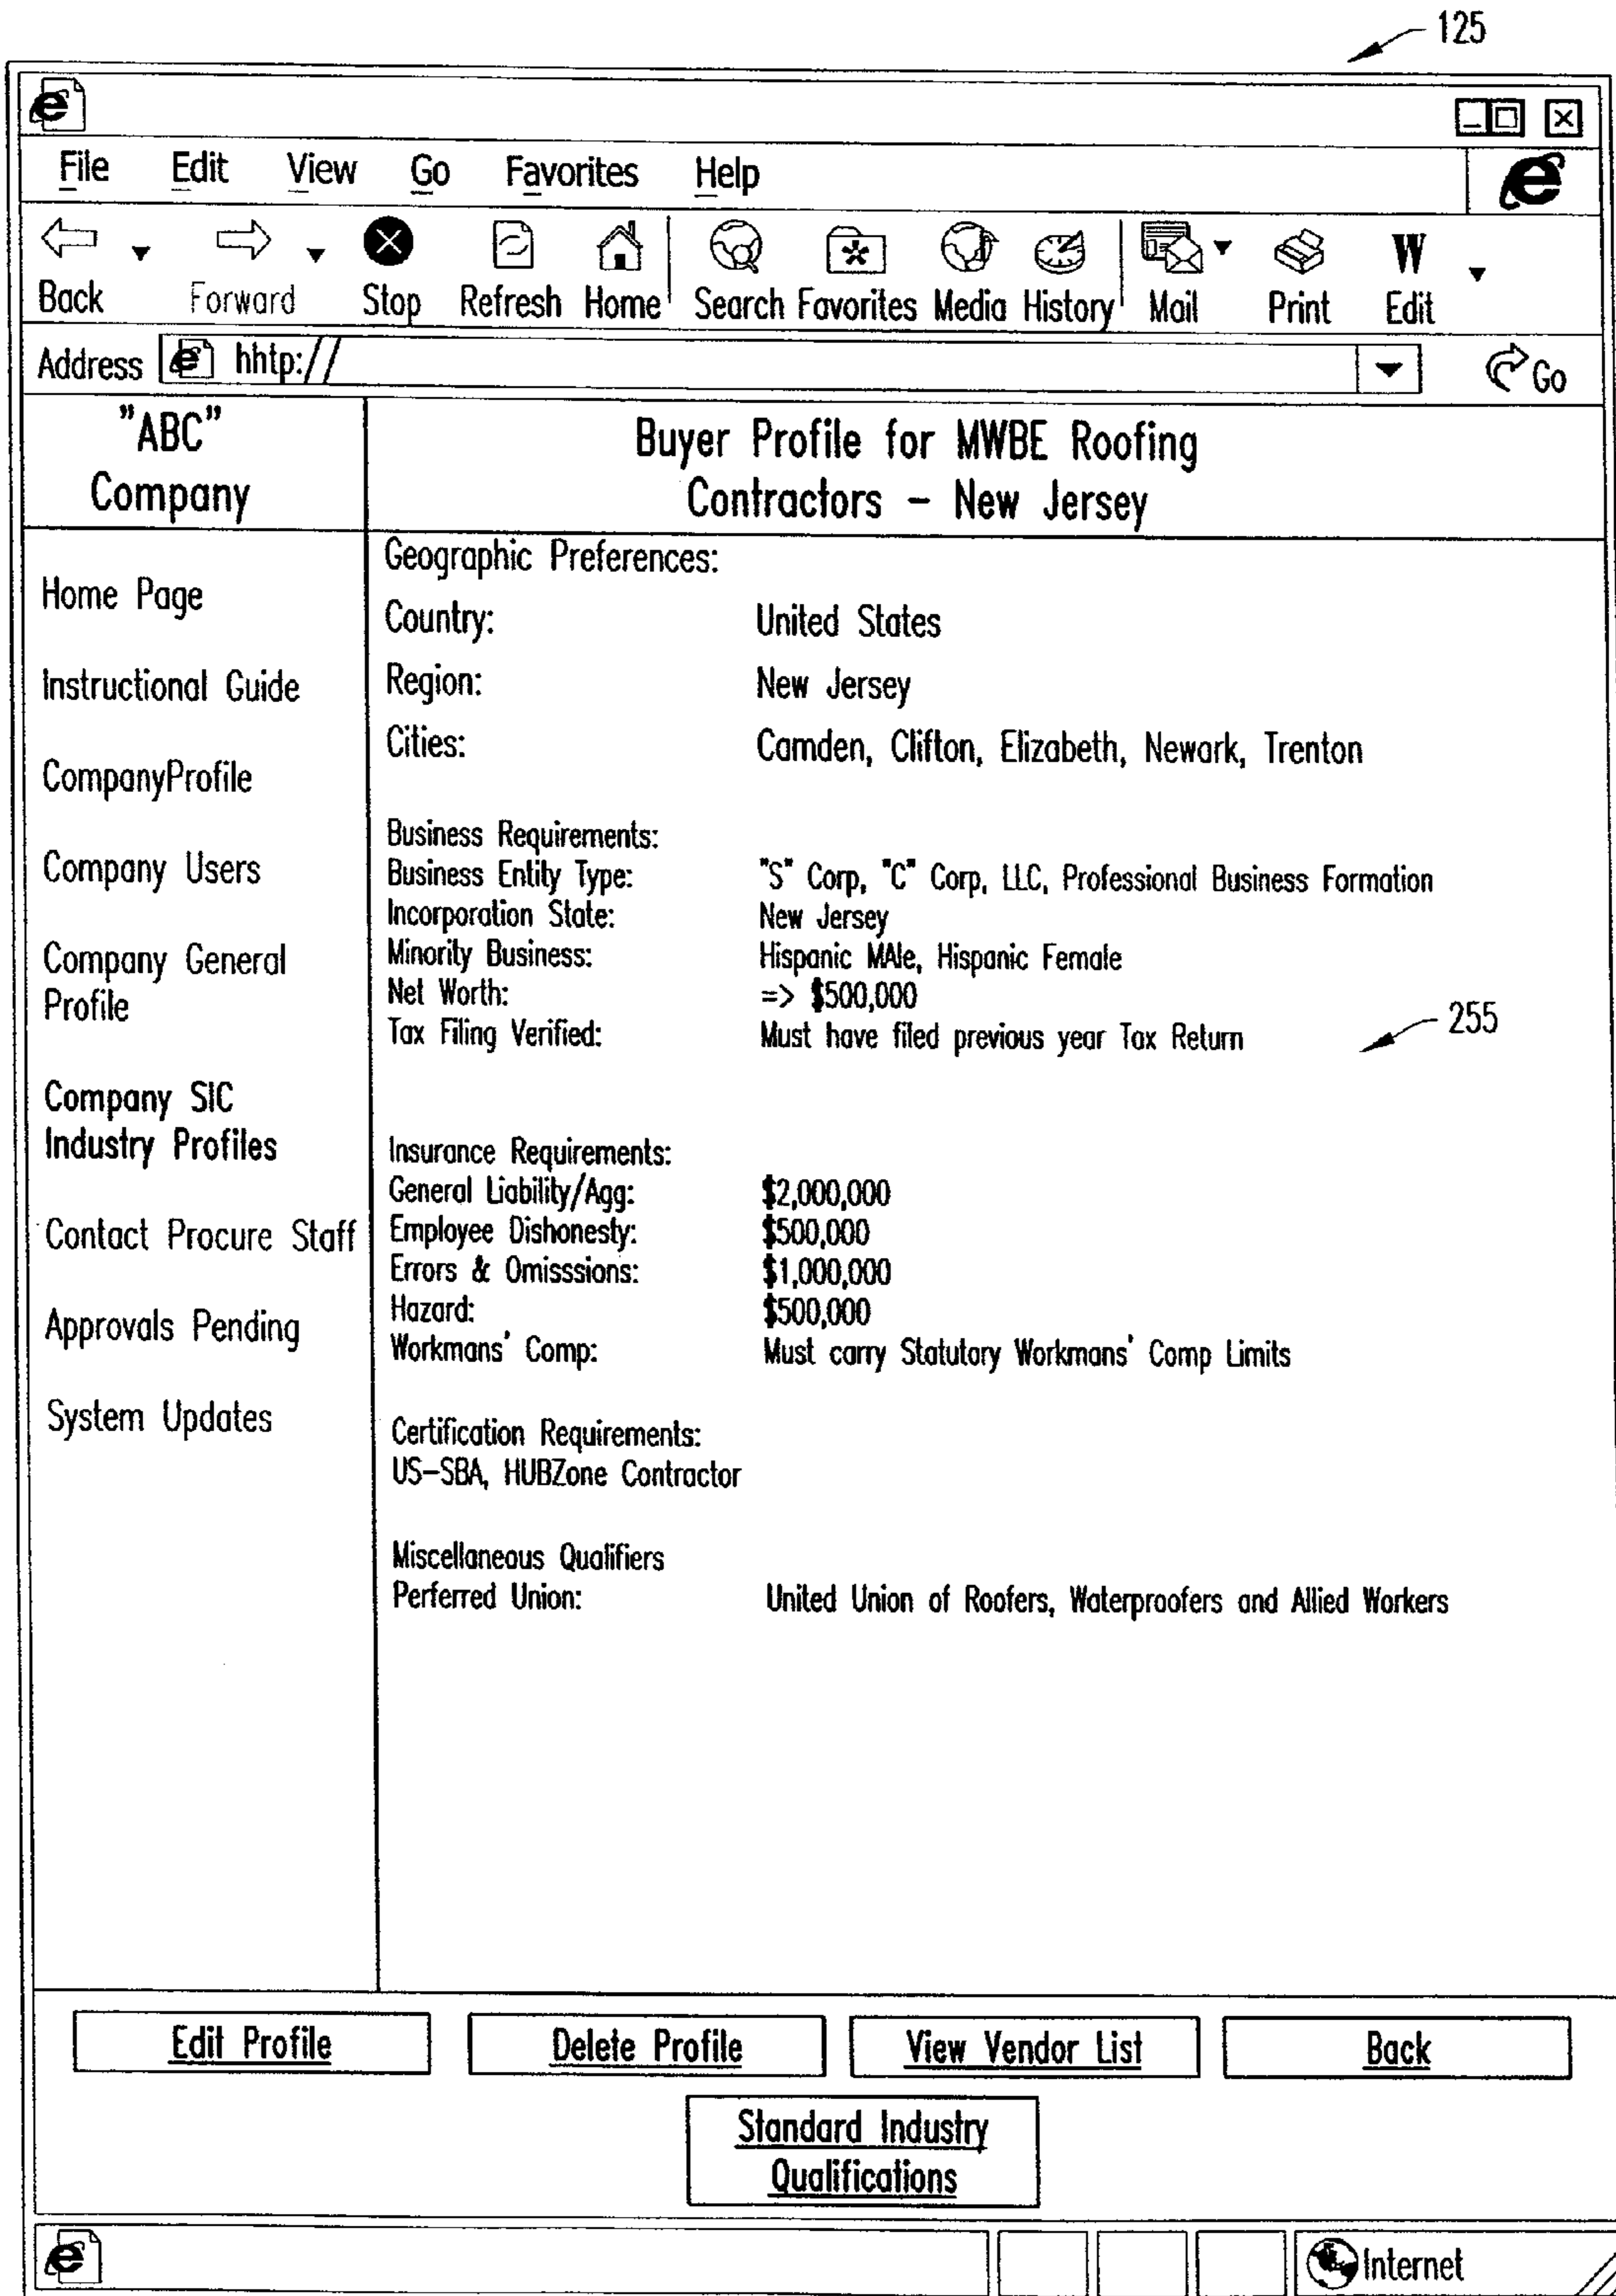 125
File Edit View Go Favorites Help
Back Forward Stop Refresh Home Search Favorites Media History Mail Print Edit
Address hhtp:// Go
"ABC"
Company
Buyer Profile for MWBE Roofing
Contractors – New Jersey
Home Page
Instructional Guide
CompanyProfile
Company Users
Company General
Profile
Company SIC
Industry Profiles
Contact Procure Staff
Approvals Pending
System Updates
Geographic Preferences:
Country: United States
Region: New Jersey
Cities: Camden, Clifton, Elizabeth, Newark, Trenton
Business Requirements:
Business Entity Type: "S" Corp, "C" Corp, LLC, Professional Business Formation
Incorporation State: New Jersey
Minority Business: Hispanic MAle, Hispanic Female
Net Worth: => $500,000
Tax Filing Verified: Must have filed previous year Tax Return
255
Insurance Requirements:
General Liability/Agg: $2,000,000
Employee Dishonesty: $500,000
Errors & Omisssions: $1,000,000
Hazard: $500,000
Workmans' Comp: Must carry Statutory Workmans' Comp Limits
Certification Requirements:
US–SBA, HUBZone Contractor
Miscellaneous Qualifiers
Perferred Union: United Union of Roofers, Waterproofers and Allied Workers
Edit Profile Delete Profile View Vendor List Back
Standard Industry
Qualifications
Internet